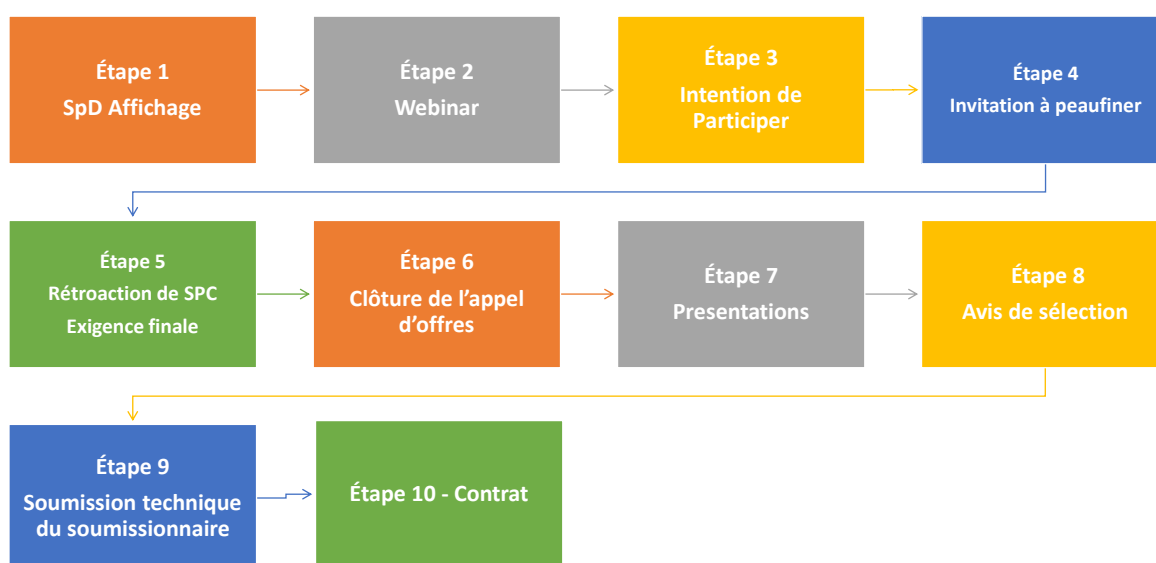 Étape 1
SpD Affichage
Étape 2
Webinar
Étape 3
Intention de
Participer
Étape 4
Invitation à peaufiner
Étape 5
Rétroaction de SPC
Exigence finale
Étape 6
Clôture de l'appel
d'offres
Étape 7
Presentations
Étape 8
Avis de sélection
Étape 9
Soumission technique
du soumissionnaire
Étape 10 - Contrat